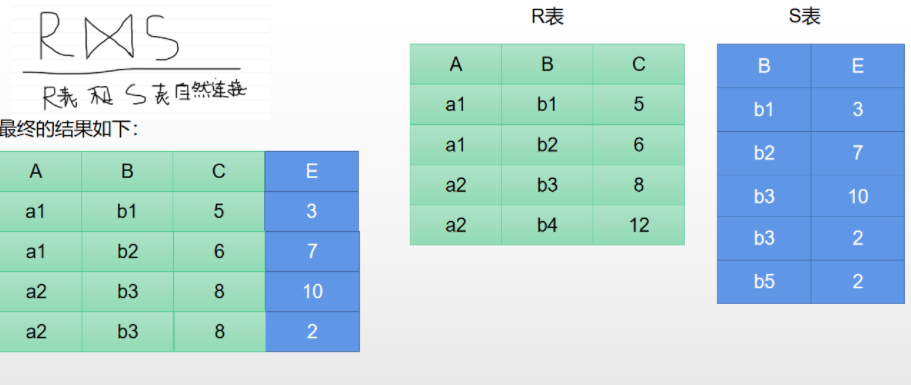 R⋈S
R表和S表自然连接
最终的结果如下：
A B C E
a1 b1 5 3
a1 b2 6 7
a2 b3 8 10
a2 b3 8 2
R表
A B C
a1 b1 5
a1 b2 6
a2 b3 8
a2 b4 12
S表
B E
b1 3
b2 7
b3 10
b3 2
b5 2